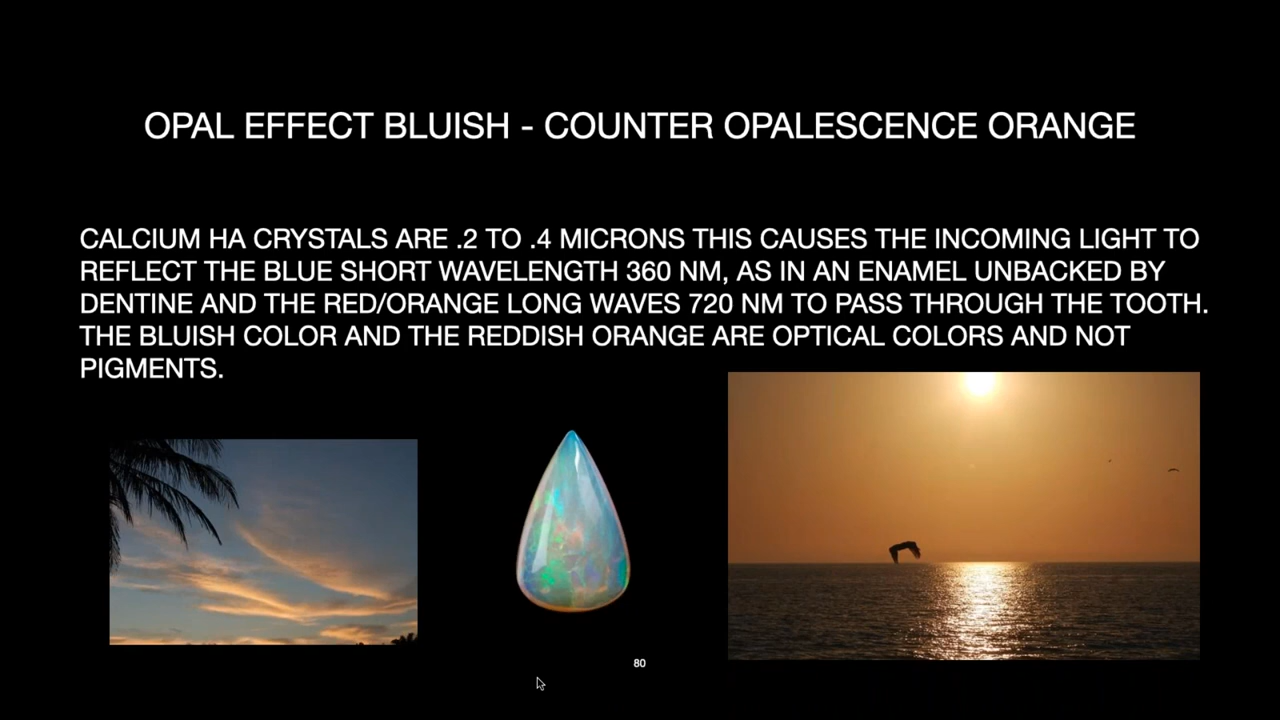 OPAL EFFECT BLUISH - COUNTER OPALESCENCE ORANGE
CALCIUM HA CRYSTALS ARE .2 TO .4 MICRONS THIS CAUSES THE INCOMING LIGHT TO
REFLECT THE BLUE SHORT WAVELENGTH 360 NM, AS IN AN ENAMEL UNBACKED BY
DENTINE AND THE RED/ORANGE LONG WAVES 720 NM TO PASS THROUGH THE TOOTH.
THE BLUISH COLOR AND THE REDDISH ORANGE ARE OPTICAL COLORS AND NOT
PIGMENTS.
80